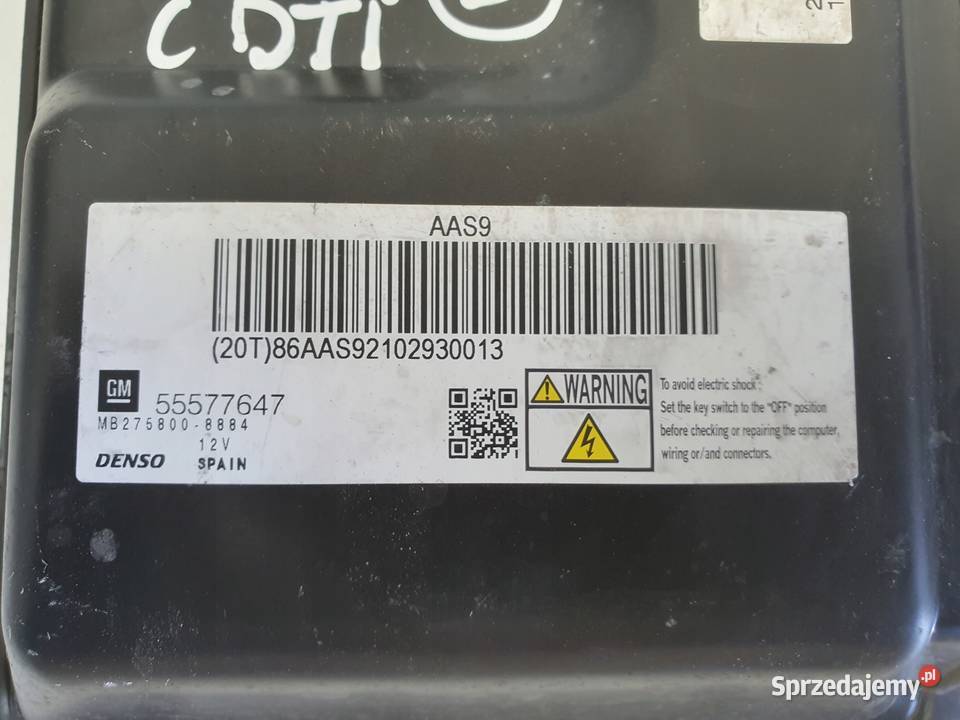 CDTi
AAS9
(20T)86AAS92102930013
GM 55577647
MB275800-8884
12V
DENSO SPAIN
WARNING
To avoid electric shock :
Set the key switch to the "OFF" position
before checking or repairing the computer,
wiring or/and connectors.
Sprzedajemy.pl